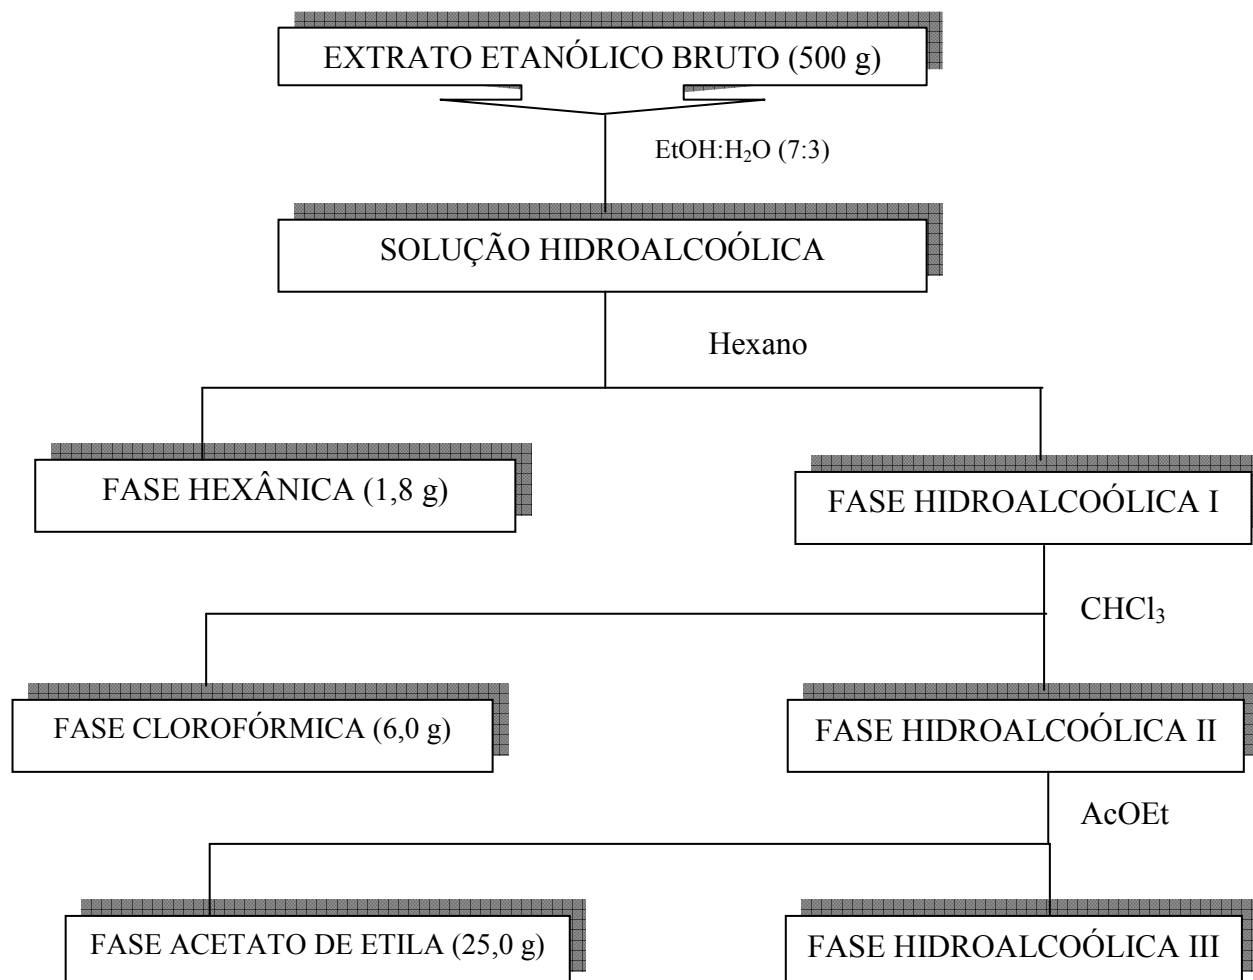 EXTRATO ETANÓLICO BRUTO (500 g)
EtOH:H₂O (7:3)
SOLUÇÃO HIDROALCOÓLICA
Hexano
FASE HEXÂNICA (1,8 g)
FASE HIDROALCOÓLICA I
CHCl₃
FASE CLOROFÓRMICA (6,0 g)
FASE HIDROALCOÓLICA II
AcOEt
FASE ACETATO DE ETILA (25,0 g)
FASE HIDROALCOÓLICA III